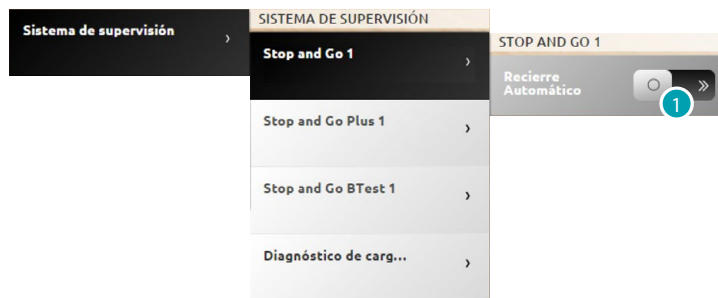 Sistema de supervisión
SISTEMA DE SUPERVISIÓN
Stop and Go 1
Stop and Go Plus 1
Stop and Go BTest 1
Diagnóstico de carg...
STOP AND GO 1
Recierre
Automático
1